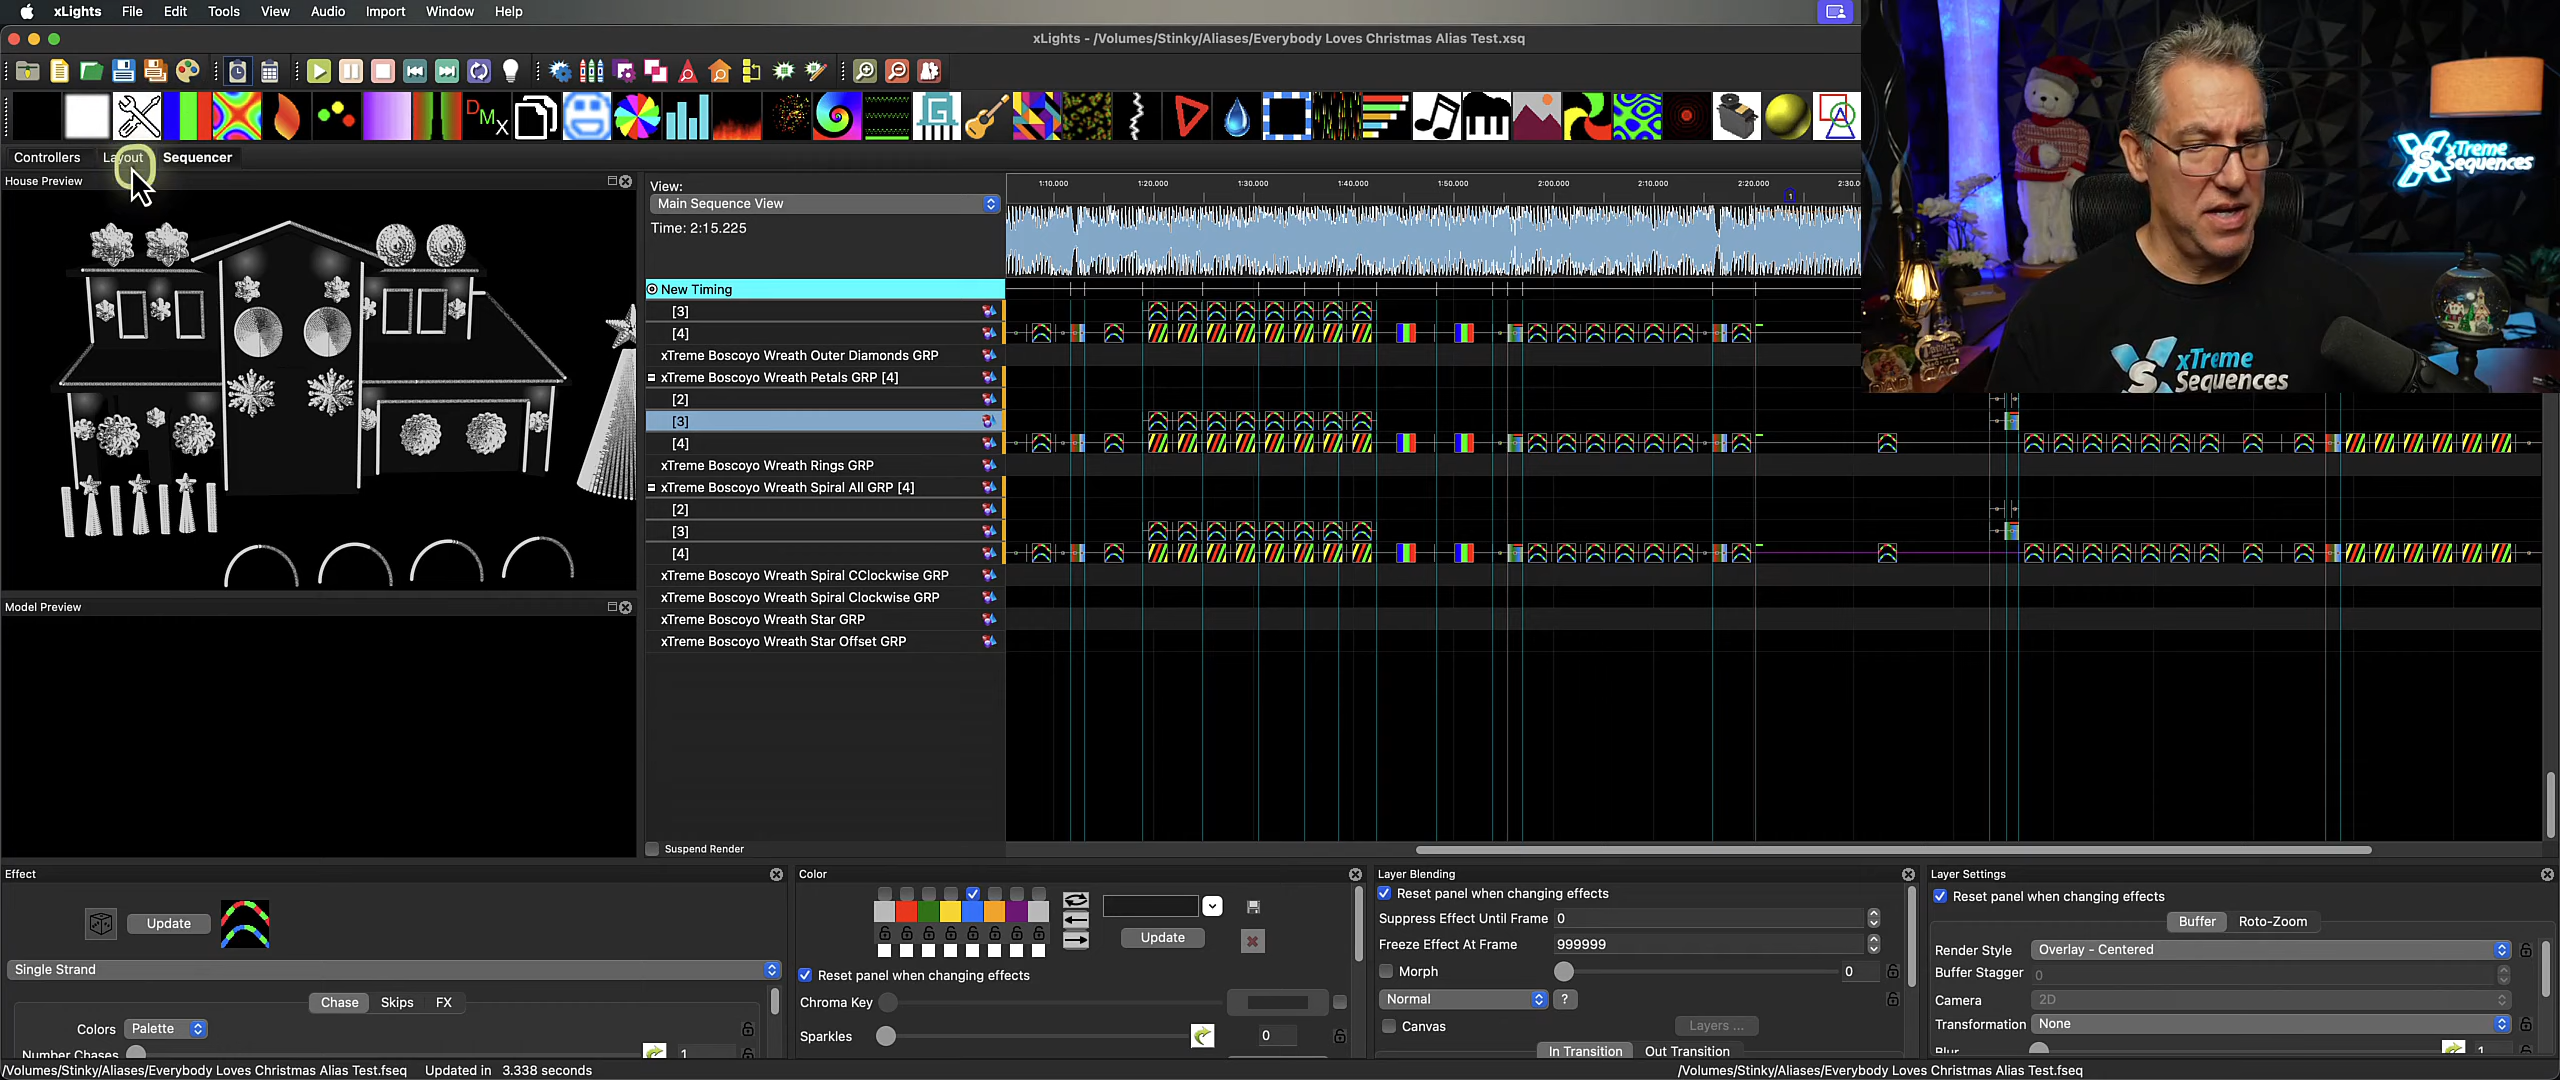 xLights File Edit Tools View Audio Import Window Help
xLights - /Volumes/Stinky/Aliases/Everybody Loves Christmas Alias Test.xsq
DMX
Controllers Layout Sequencer
House Preview
View:
Main Sequence View
Time: 2:15.225
1:10.000 1:20.000 1:30.000 1:40.000 1:50.000 2:00.000 2:10.000 2:20.000 2:30.0
1
New Timing
[3]
[4]
xTreme Boscoyo Wreath Outer Diamonds GRP
xTreme Boscoyo Wreath Petals GRP [4]
[2]
[3]
[4]
xTreme Boscoyo Wreath Rings GRP
xTreme Boscoyo Wreath Spiral All GRP [4]
[2]
[3]
[4]
xTreme Boscoyo Wreath Spiral CClockwise GRP
xTreme Boscoyo Wreath Spiral Clockwise GRP
xTreme Boscoyo Wreath Star GRP
xTreme Boscoyo Wreath Star Offset GRP
Model Preview
Suspend Render
xTreme
Sequences
xTreme
Sequences
Effect
Update
Single Strand
Chase Skips FX
Colors Palette
Number Chases 1
Color
Update
Reset panel when changing effects
Chroma Key
Sparkles 0
Layer Blending
Reset panel when changing effects
Suppress Effect Until Frame 0
Freeze Effect At Frame 999999
Morph 0
Normal ?
Canvas Layers ...
In Transition Out Transition
Layer Settings
Reset panel when changing effects
Buffer Roto-Zoom
Render Style Overlay - Centered
Buffer Stagger 0
Camera 2D
Transformation None
Blur 1
/Volumes/Stinky/Aliases/Everybody Loves Christmas Alias Test.fseq Updated in 3.338 seconds
/Volumes/Stinky/Aliases/Everybody Loves Christmas Alias Test.fseq